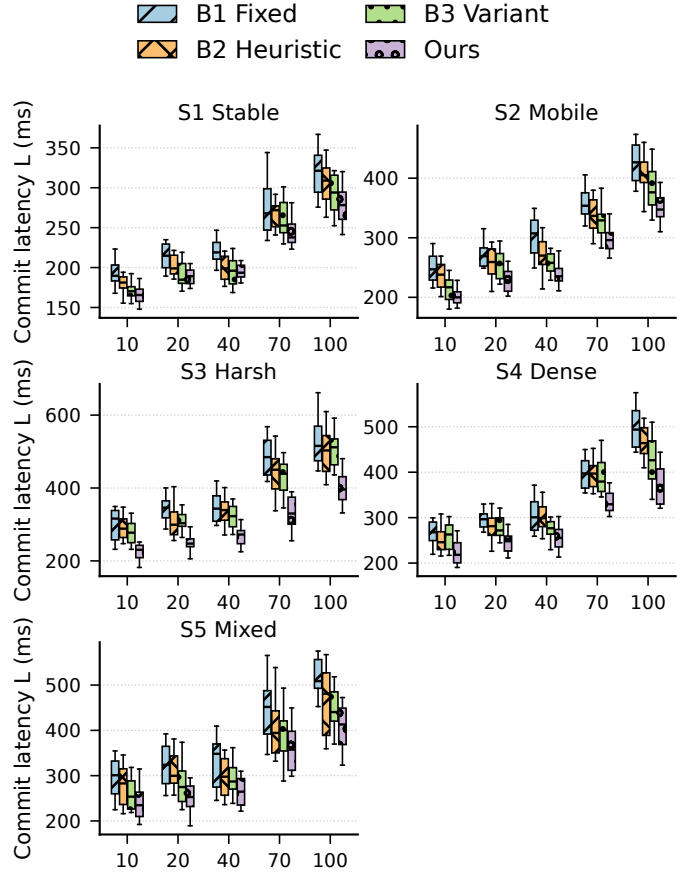 B1 Fixed
B3 Variant
B2 Heuristic
Ours
S1 Stable
S2 Mobile
Commit latency L (ms)
350
300
250
200
150
10 20 40 70 100
400
300
200
10 20 40 70 100
S3 Harsh
S4 Dense
Commit latency L (ms)
600
400
200
10 20 40 70 100
500
400
300
200
10 20 40 70 100
S5 Mixed
Commit latency L (ms)
500
400
300
200
10 20 40 70 100